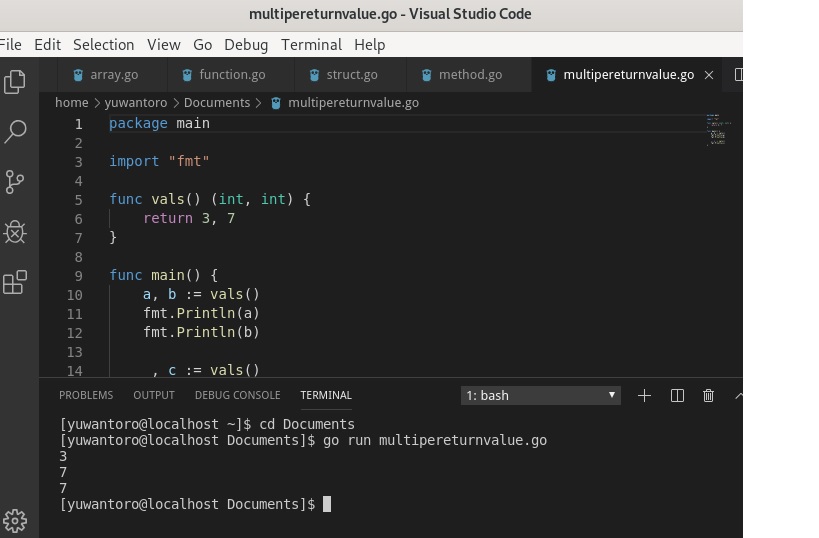 multipereturnvalue.go - Visual Studio Code
File Edit Selection View Go Debug Terminal Help
array.go function.go struct.go method.go multipereturnvalue.go ×
home > yuwantoro > Documents > multipereturnvalue.go
1 package main
2
3 import "fmt"
4
5 func vals() (int, int) {
6 return 3, 7
7 }
8
9 func main() {
10 a, b := vals()
11 fmt.Println(a)
12 fmt.Println(b)
13
14 , c := vals()
PROBLEMS OUTPUT DEBUG CONSOLE TERMINAL 1: bash
[yuwantoro@localhost ~]$ cd Documents
[yuwantoro@localhost Documents]$ go run multipereturnvalue.go
3
7
7
[yuwantoro@localhost Documents]$